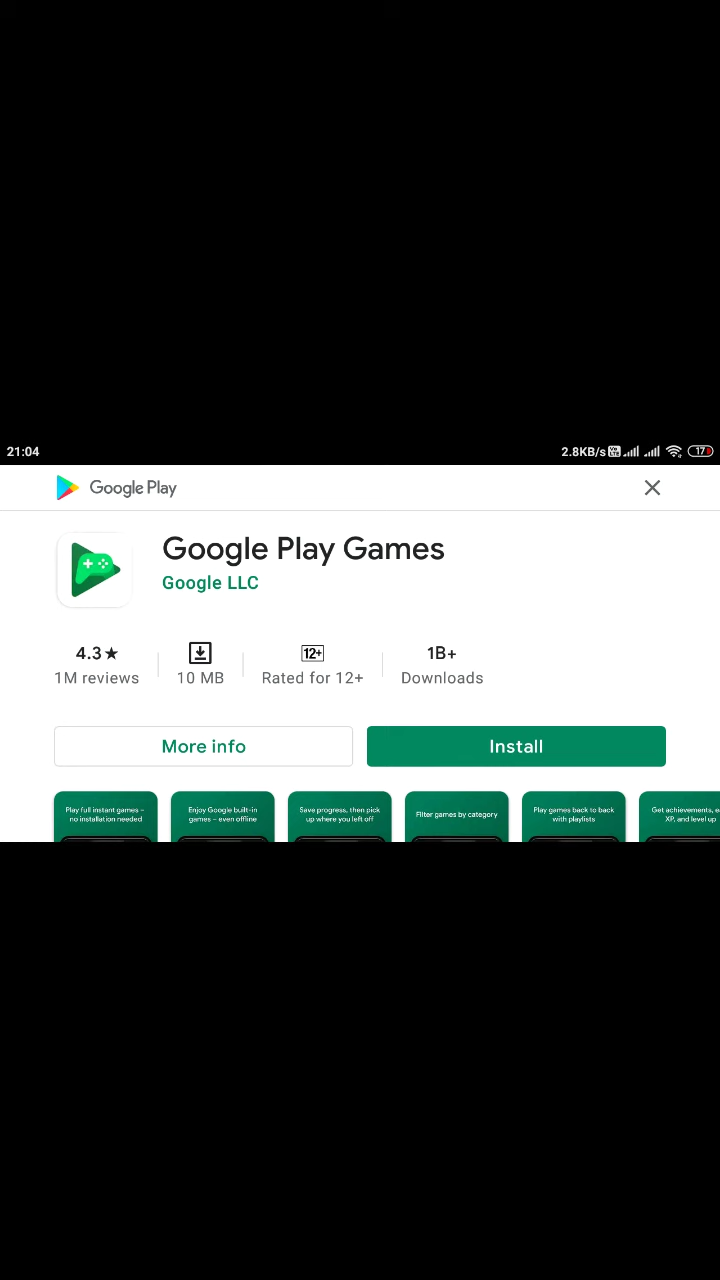 21:04
2.8KB/s
17
Google Play
Google Play Games
Google LLC
4.3★
12+
1B+
1M reviews
10 MB
Rated for 12+
Downloads
More info
Install
Play full instant games –
no installation needed
Enjoy Google built-in
games – even offline
Save progress, then pick
up where you left off
Filter games by category
Play games back to back
with playlists
Get achievements,
XP, and level up